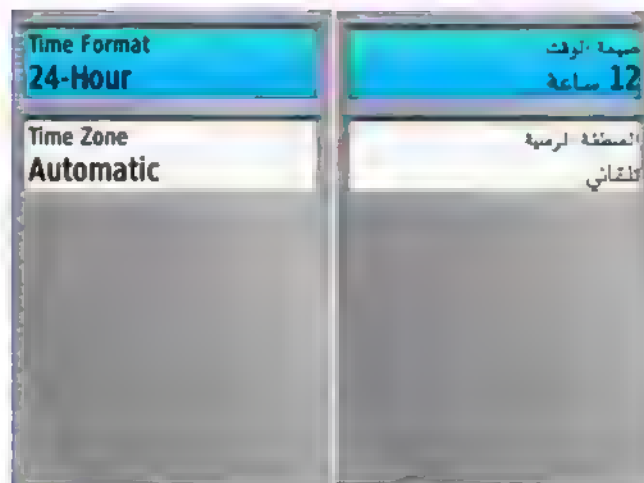 Time Format
24-Hour
Time Zone
Automatic
صيغة الوقت
12 ساعة
المنطقة الزمنية
تلقائي